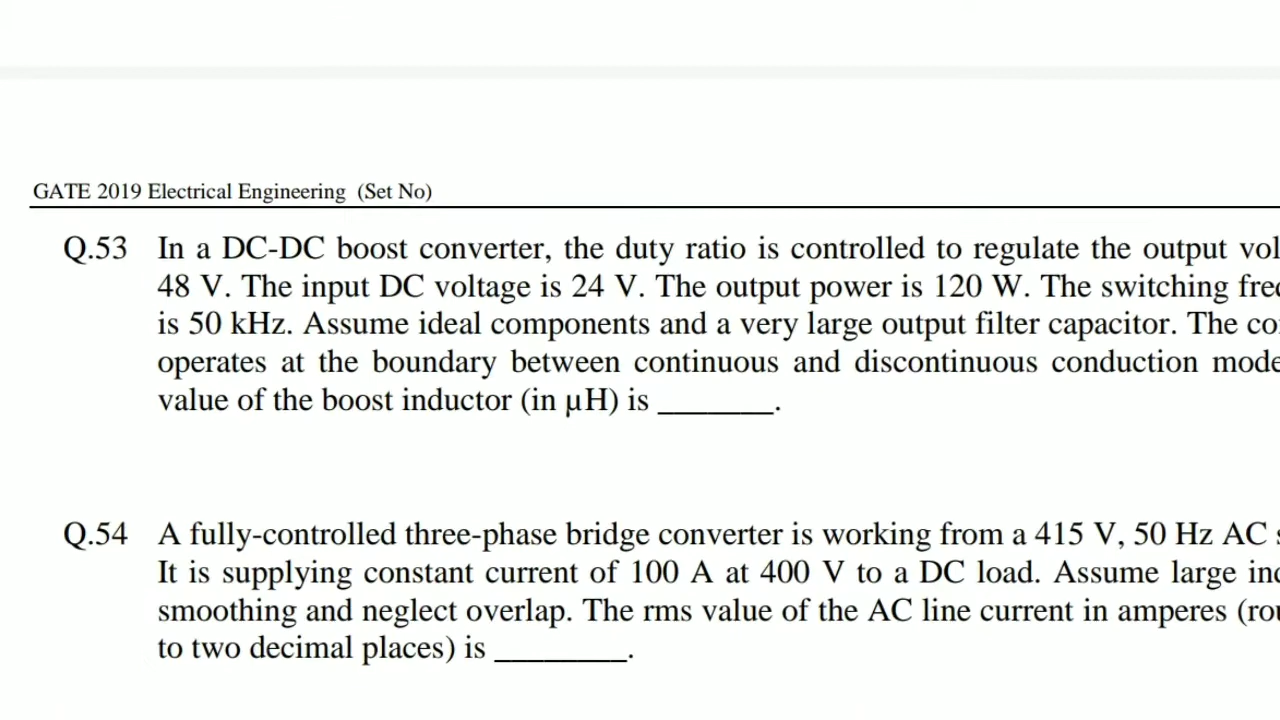 GATE 2019 Electrical Engineering (Set No)
Q.53 In a DC-DC boost converter, the duty ratio is controlled to regulate the output vol
48 V. The input DC voltage is 24 V. The output power is 120 W. The switching fre
is 50 kHz. Assume ideal components and a very large output filter capacitor. The co
operates at the boundary between continuous and discontinuous conduction mode
value of the boost inductor (in µH) is _______.
Q.54 A fully-controlled three-phase bridge converter is working from a 415 V, 50 Hz AC s
It is supplying constant current of 100 A at 400 V to a DC load. Assume large ind
smoothing and neglect overlap. The rms value of the AC line current in amperes (rou
to two decimal places) is ________.